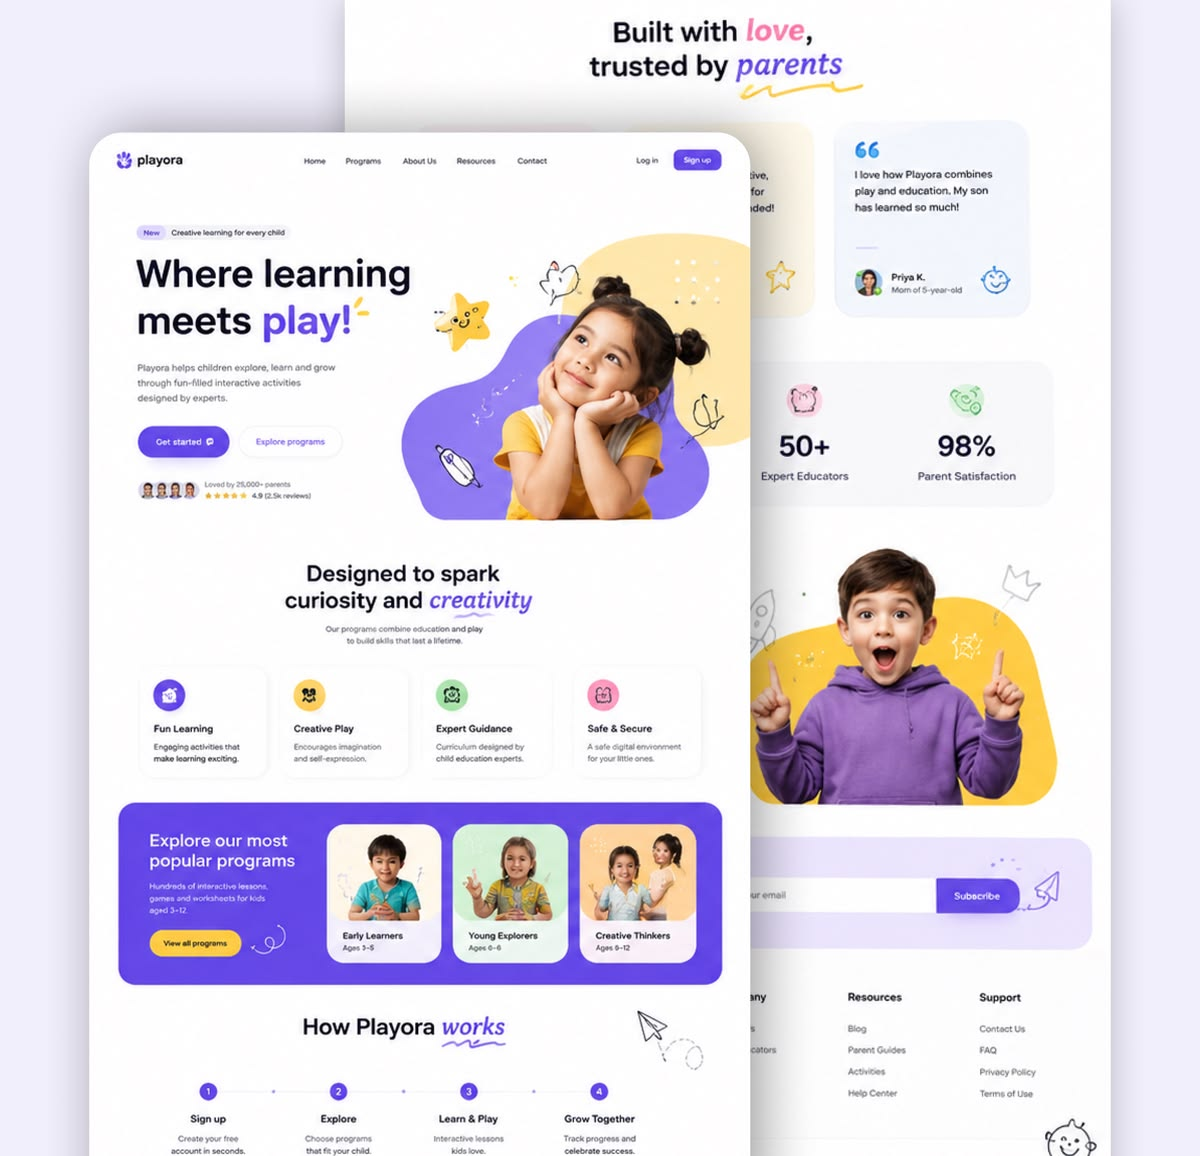 playora
Home
Programs
About Us
Resources
Contact
Log in
Sign up
New
Creative learning for every child
Where learning
meets play!
Playora helps children explore, learn and grow
through fun-filled interactive activities
designed by experts.
Get started
Explore programs
Loved by 25,000+ parents
4.9 (2.5k reviews)
Designed to spark
curiosity and creativity
Our programs combine education and play
to build skills that last a lifetime.
Fun Learning
Engaging activities that
make learning exciting.
Creative Play
Encourages imagination
and self-expression.
Expert Guidance
Curriculum designed by
child education experts.
Safe & Secure
A safe digital environment
for your little ones.
Explore our most
popular programs
Hundreds of interactive lessons,
games and worksheets for kids
aged 3–12.
View all programs
Early Learners
Ages 3–5
Young Explorers
Ages 6–6
Creative Thinkers
Ages 9–12
How Playora works
1
Sign up
Create your free
account in seconds.
2
Explore
Choose programs
that fit your child.
3
Learn & Play
Interactive lessons
kids love.
4
Grow Together
Track progress and
celebrate success.
Built with love,
trusted by parents
for
I love how Playora combines
play and education. My son
has learned so much!
Priya K.
Mom of 5-year-old
50+
Expert Educators
98%
Parent Satisfaction
email
Subscribe
Resources
Blog
Parent Guides
Activities
Help Center
Support
Contact Us
FAQ
Privacy Policy
Terms of Use